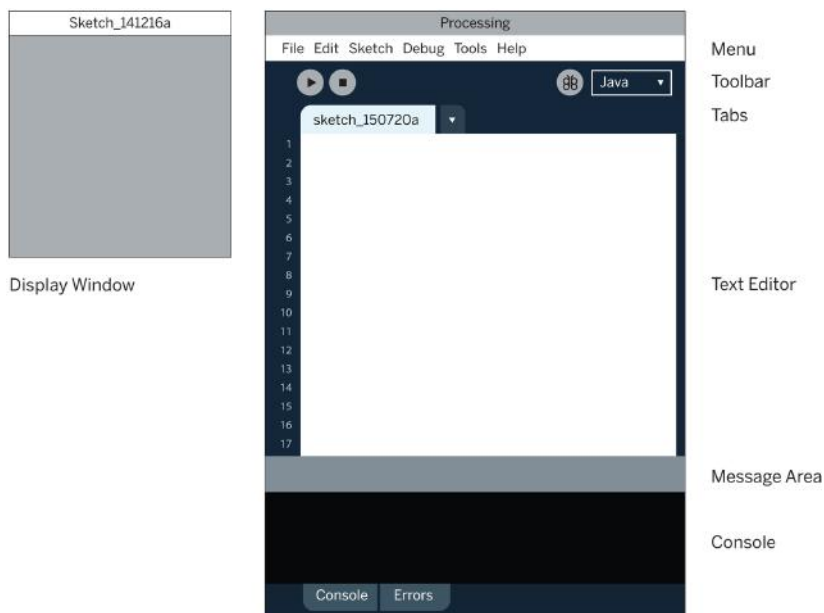 Sketch_141216a
Display Window
Processing
File Edit Sketch Debug Tools Help
Java
sketch_150720a
1
2
3
4
5
6
7
8
9
10
11
12
13
14
15
16
17
Console Errors
Menu
Toolbar
Tabs
Text Editor
Message Area
Console